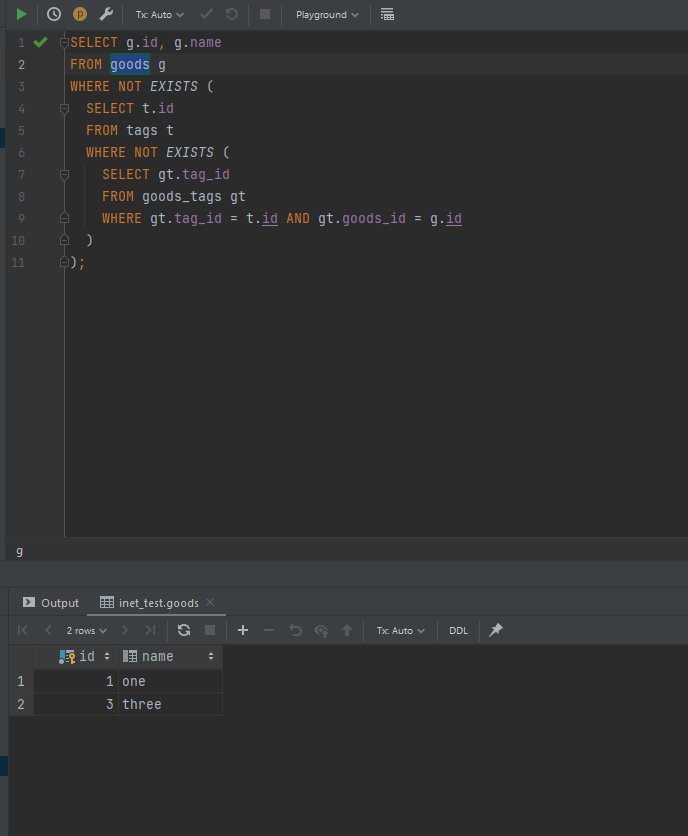 p Tx: Auto Playground
1 SELECT g.id, g.name
2 FROM goods g
3 WHERE NOT EXISTS (
4 SELECT t.id
5 FROM tags t
6 WHERE NOT EXISTS (
7 SELECT gt.tag_id
8 FROM goods_tags gt
9 WHERE gt.tag_id = t.id AND gt.goods_id = g.id
10 )
11 );
g
Output inet_test.goods
2 rows Tx: Auto DDL
id name
1 1 one
2 3 three